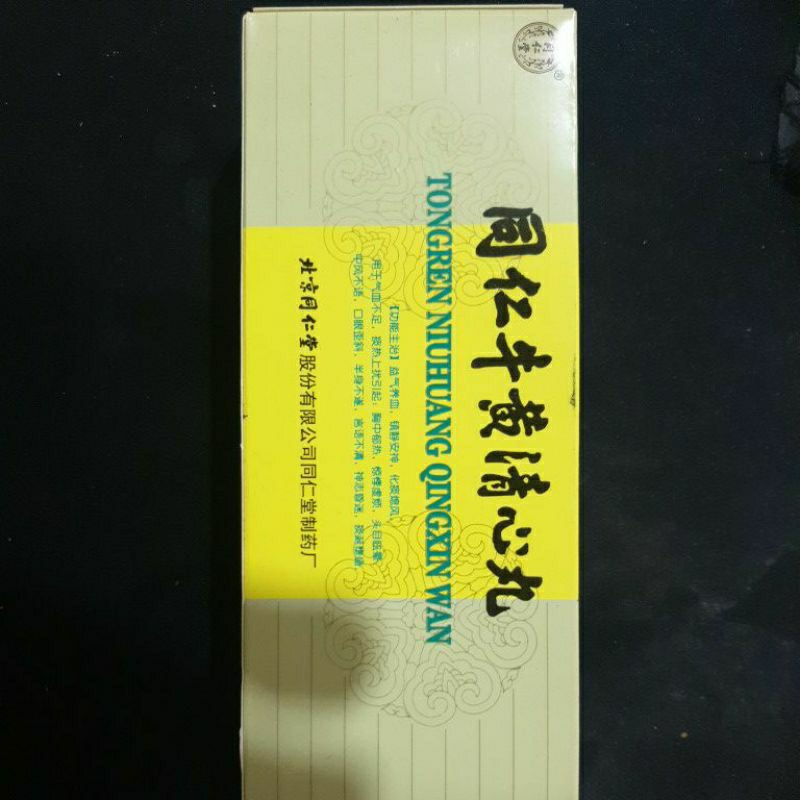 同仁堂
®
同仁牛黄清心丸
TONGREN NIUHUANG QINGXIN WAN
【功能主治】益气养血，镇静安神，化痰熄风。
用于气血不足，痰热上扰引起：胸中郁热，惊悸虚烦，头目眩晕，
中风不语，口眼歪斜，半身不遂，言语不清，神志昏迷，痰涎壅盛。
北京同仁堂股份有限公司同仁堂制药厂